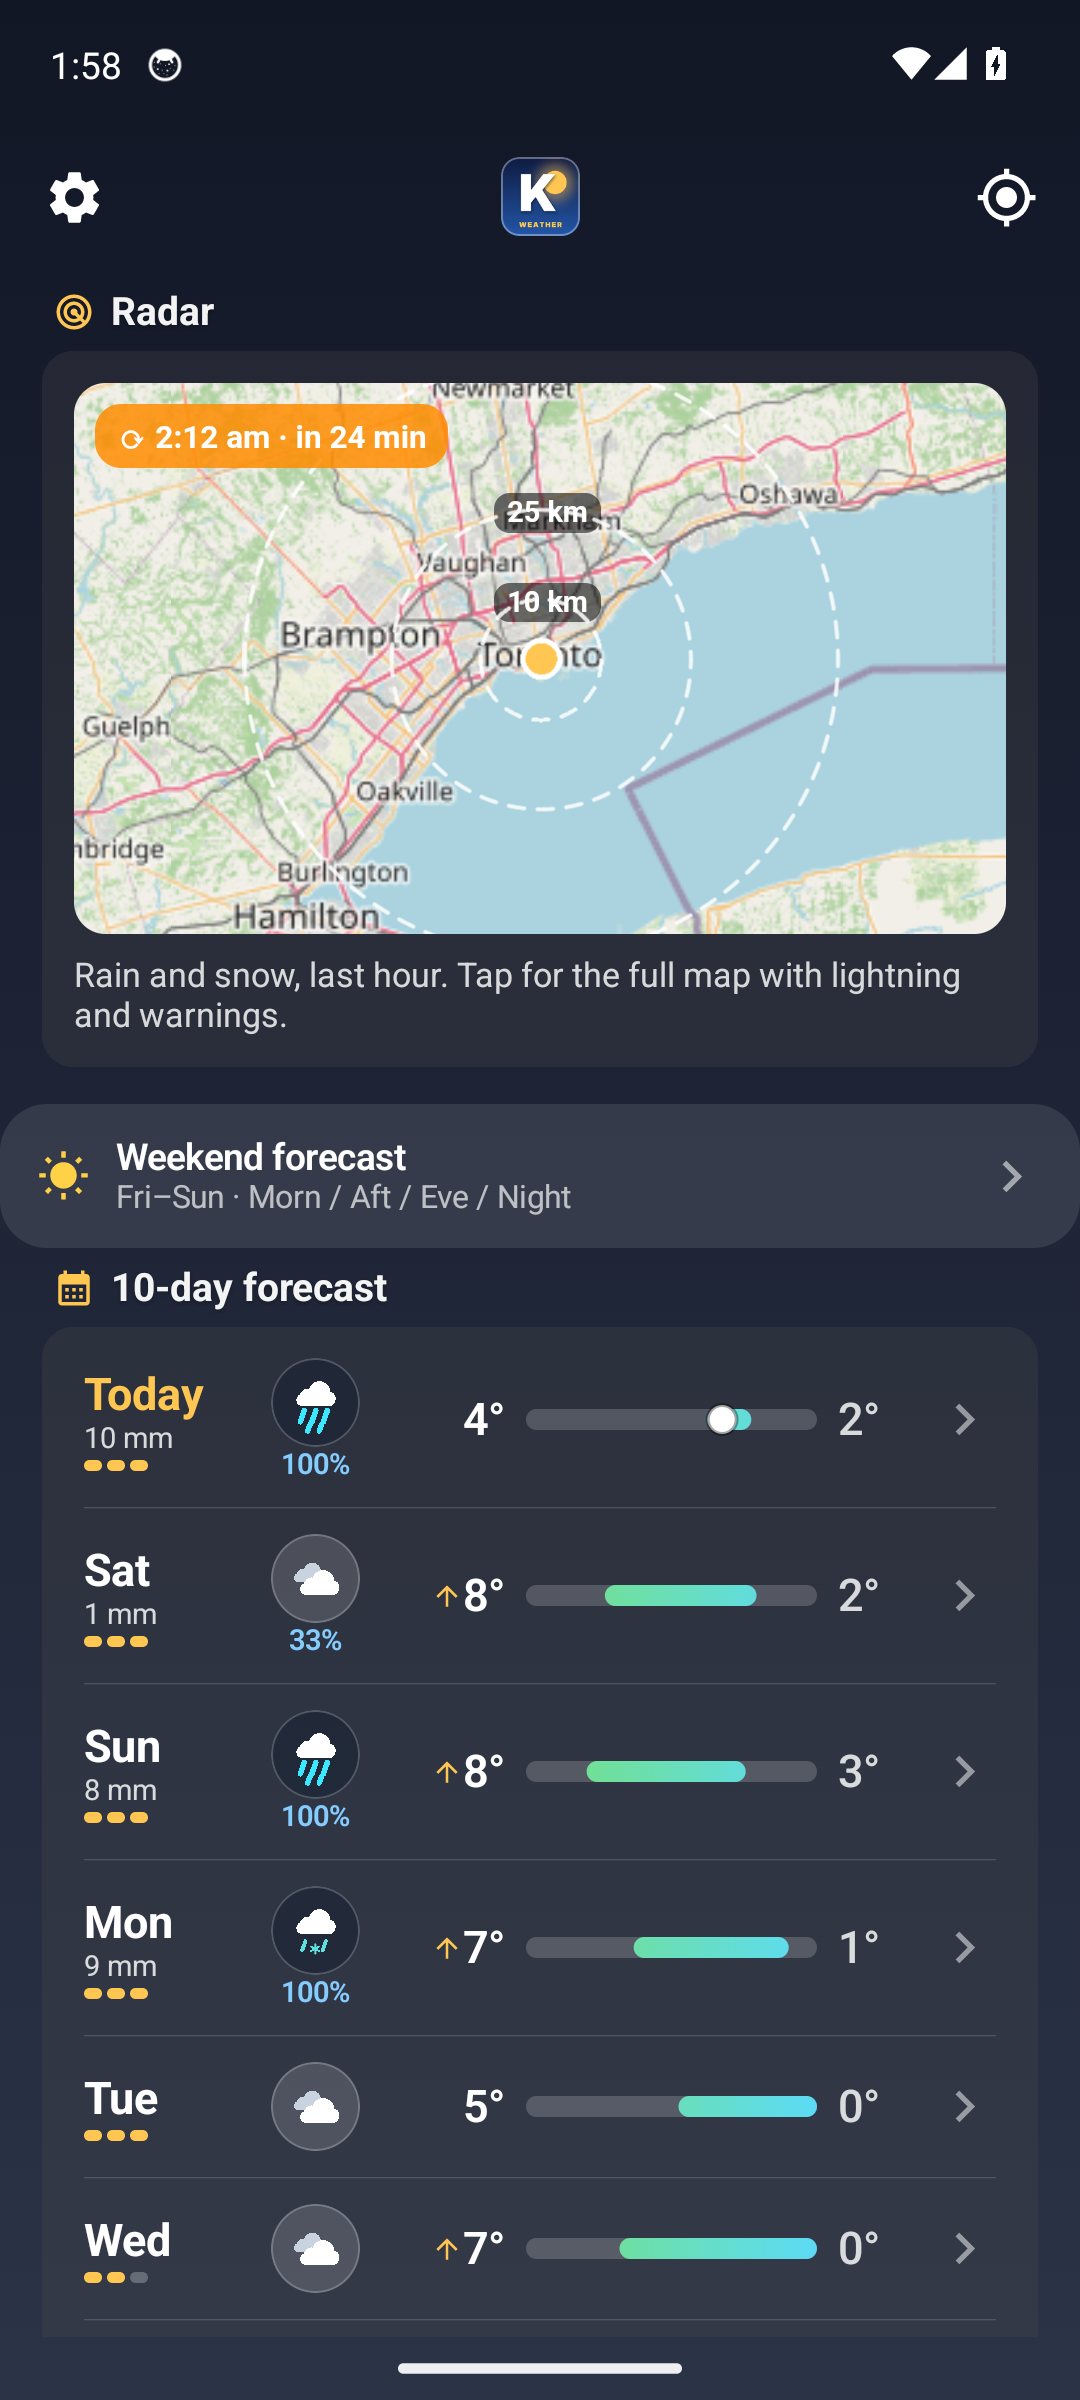 1:58
K
WEATHER
Radar
Newmarket
2:12 am · in 24 min
Oshawa
25 km
Vaughan
10 km
Brampton
Toronto
Guelph
Oakville
nbridge
Burlington
Hamilton
Rain and snow, last hour. Tap for the full map with lightning
and warnings.
Weekend forecast
Fri–Sun · Morn / Aft / Eve / Night
10-day forecast
Today
10 mm
100%
4° 2°
Sat
1 mm
33%
↑8° 2°
Sun
8 mm
100%
↑8° 3°
Mon
9 mm
100%
↑7° 1°
Tue
5° 0°
Wed
↑7° 0°